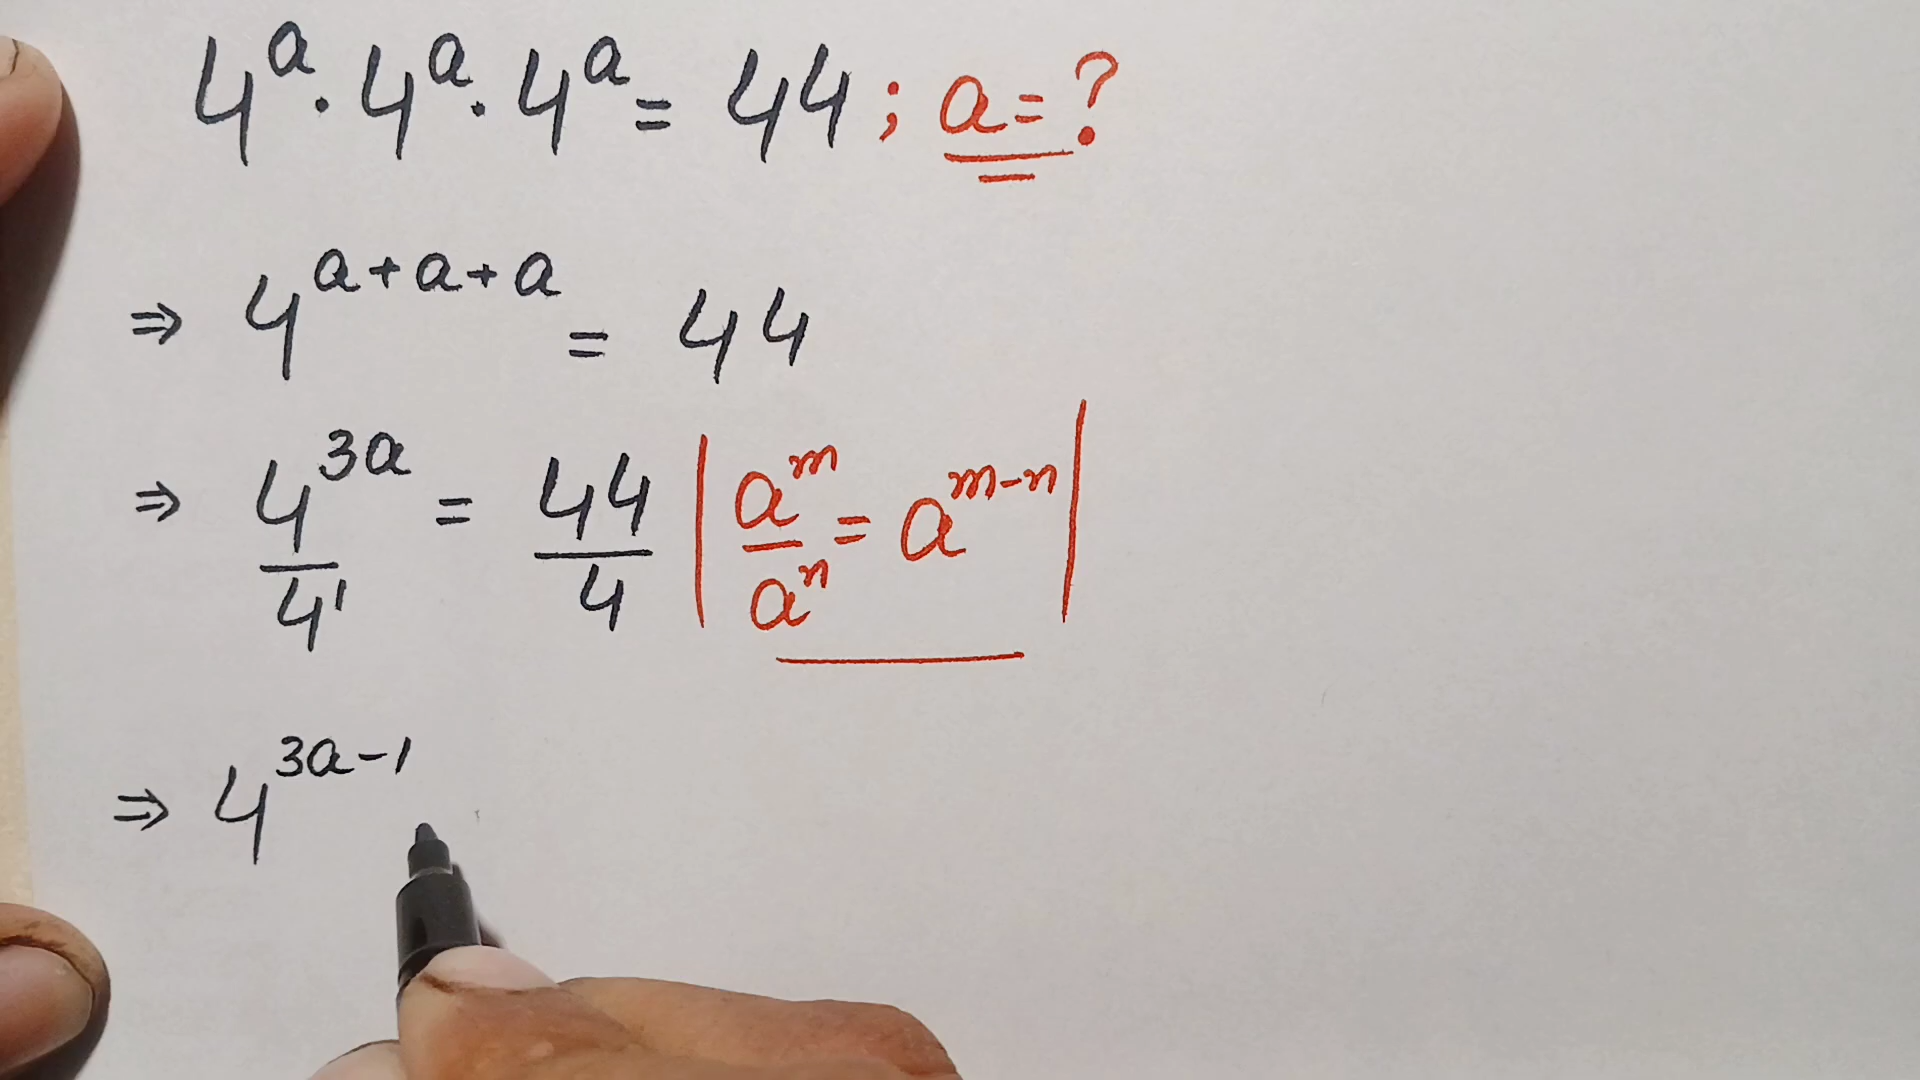 4^a · 4^a · 4^a = 44 ; a = ?
⇒ 4^(a+a+a) = 44
⇒ 4^(3a)/4^1 = 44/4 | a^m/a^n = a^(m-n) |
⇒ 4^(3a-1)